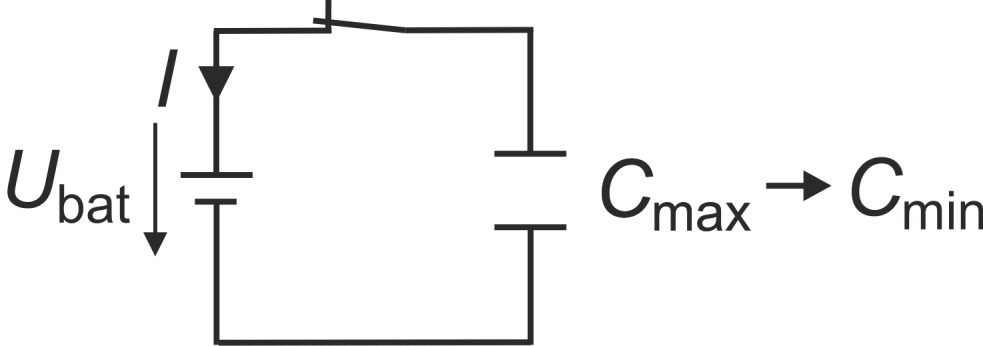 I
U_bat
C_max → C_min